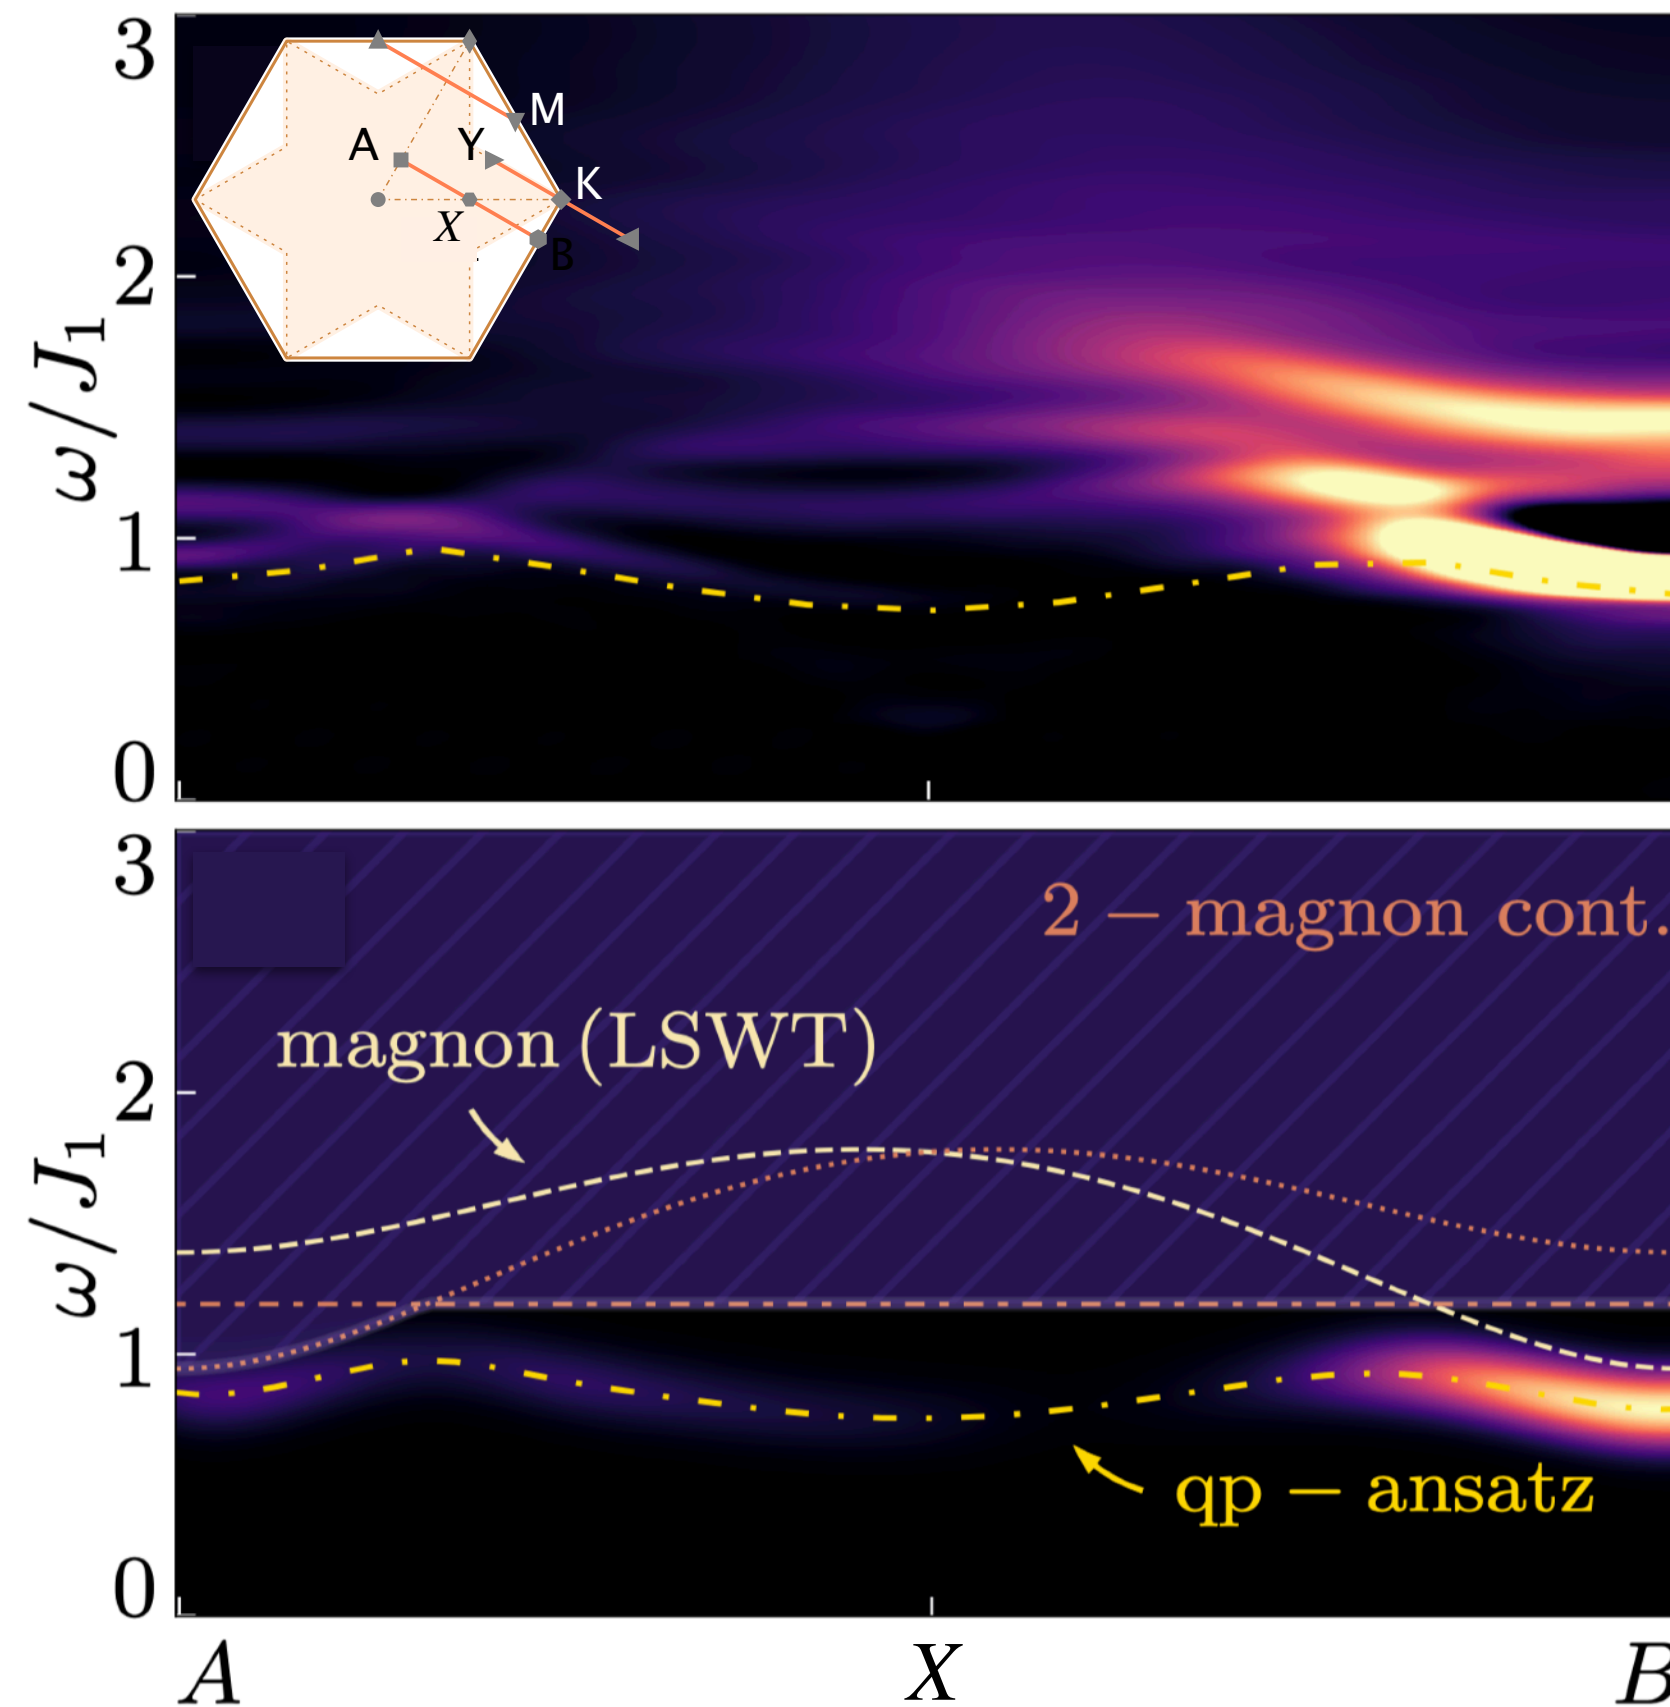 3
2
1
0
ω/J₁
A
Y
M
K
X
B
3
2
1
0
ω/J₁
2 − magnon cont.
magnon (LSWT)
qp − ansatz
A
X
B